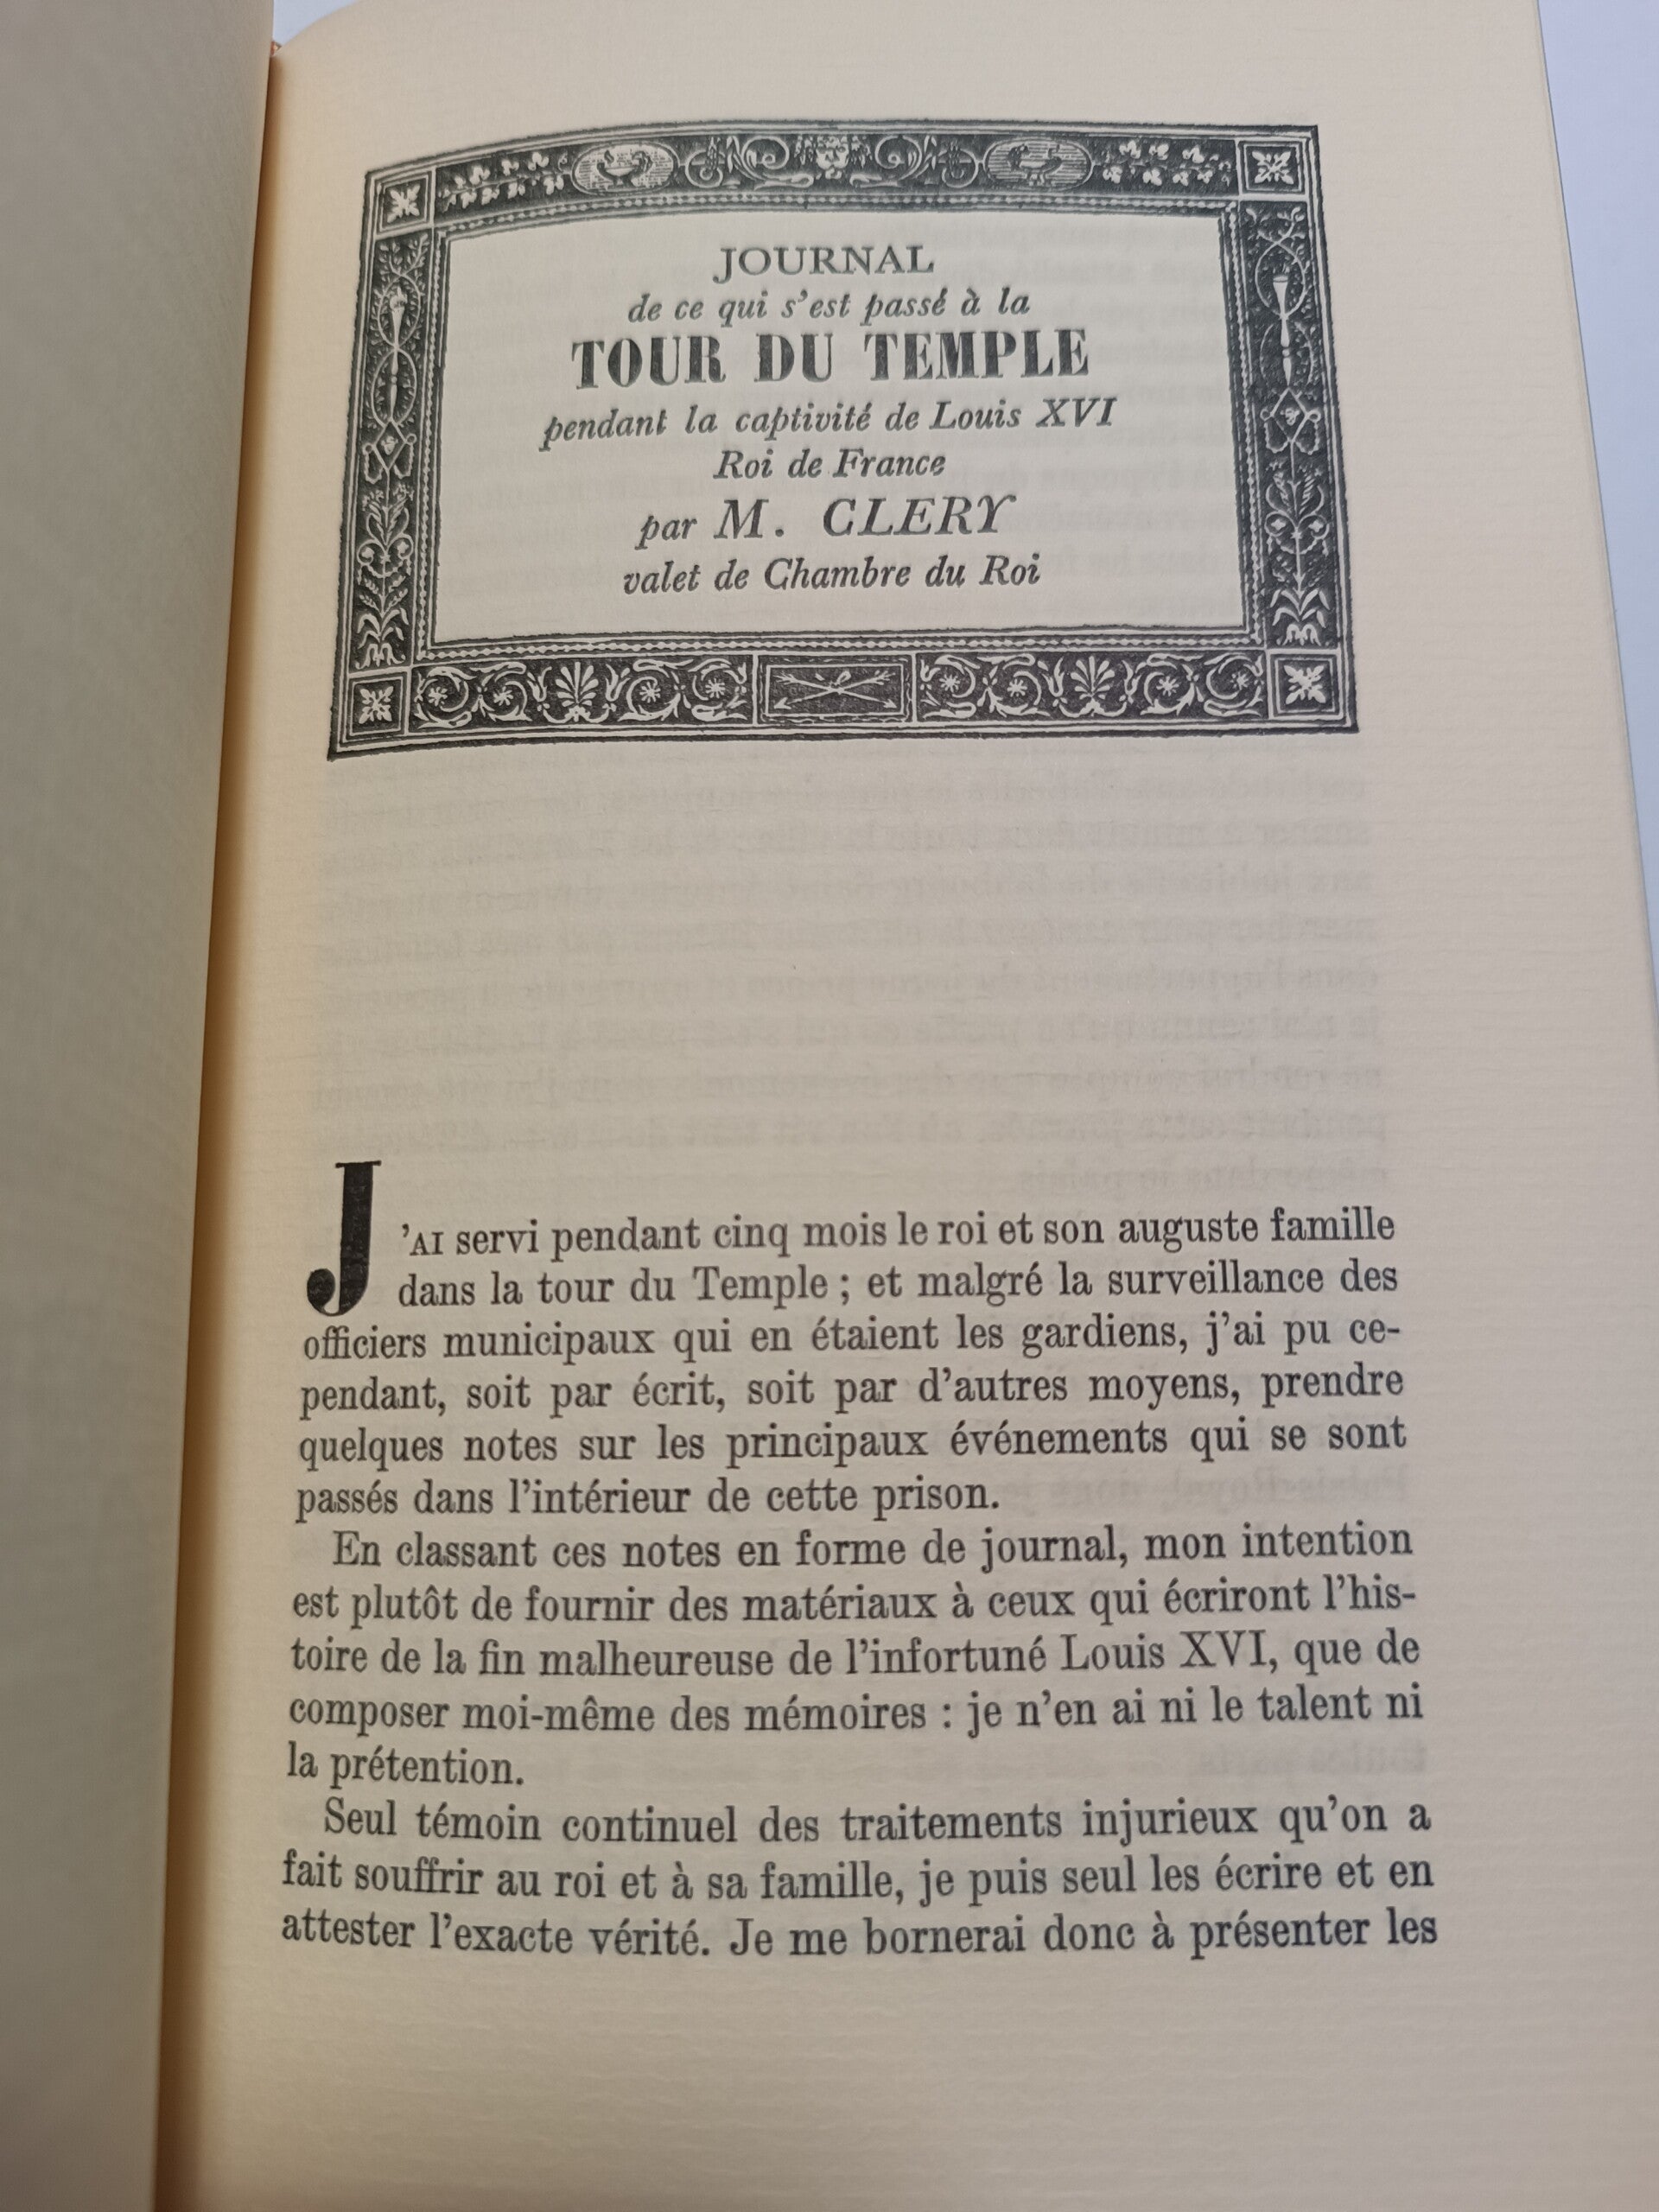 JOURNAL
de ce qui s'est passé à la
TOUR DU TEMPLE
pendant la captivité de Louis XVI
Roi de France
par M. CLERY
valet de Chambre du Roi
J'AI servi pendant cinq mois le roi et son auguste famille
dans la tour du Temple ; et malgré la surveillance des
officiers municipaux qui en étaient les gardiens, j'ai pu ce-
pendant, soit par écrit, soit par d'autres moyens, prendre
quelques notes sur les principaux événements qui se sont
passés dans l'intérieur de cette prison.
En classant ces notes en forme de journal, mon intention
est plutôt de fournir des matériaux à ceux qui écriront l'his-
toire de la fin malheureuse de l'infortuné Louis XVI, que de
composer moi-même des mémoires : je n'en ai ni le talent ni
la prétention.
Seul témoin continuel des traitements injurieux qu'on a
fait souffrir au roi et à sa famille, je puis seul les écrire et en
attester l'exacte vérité. Je me bornerai donc à présenter les